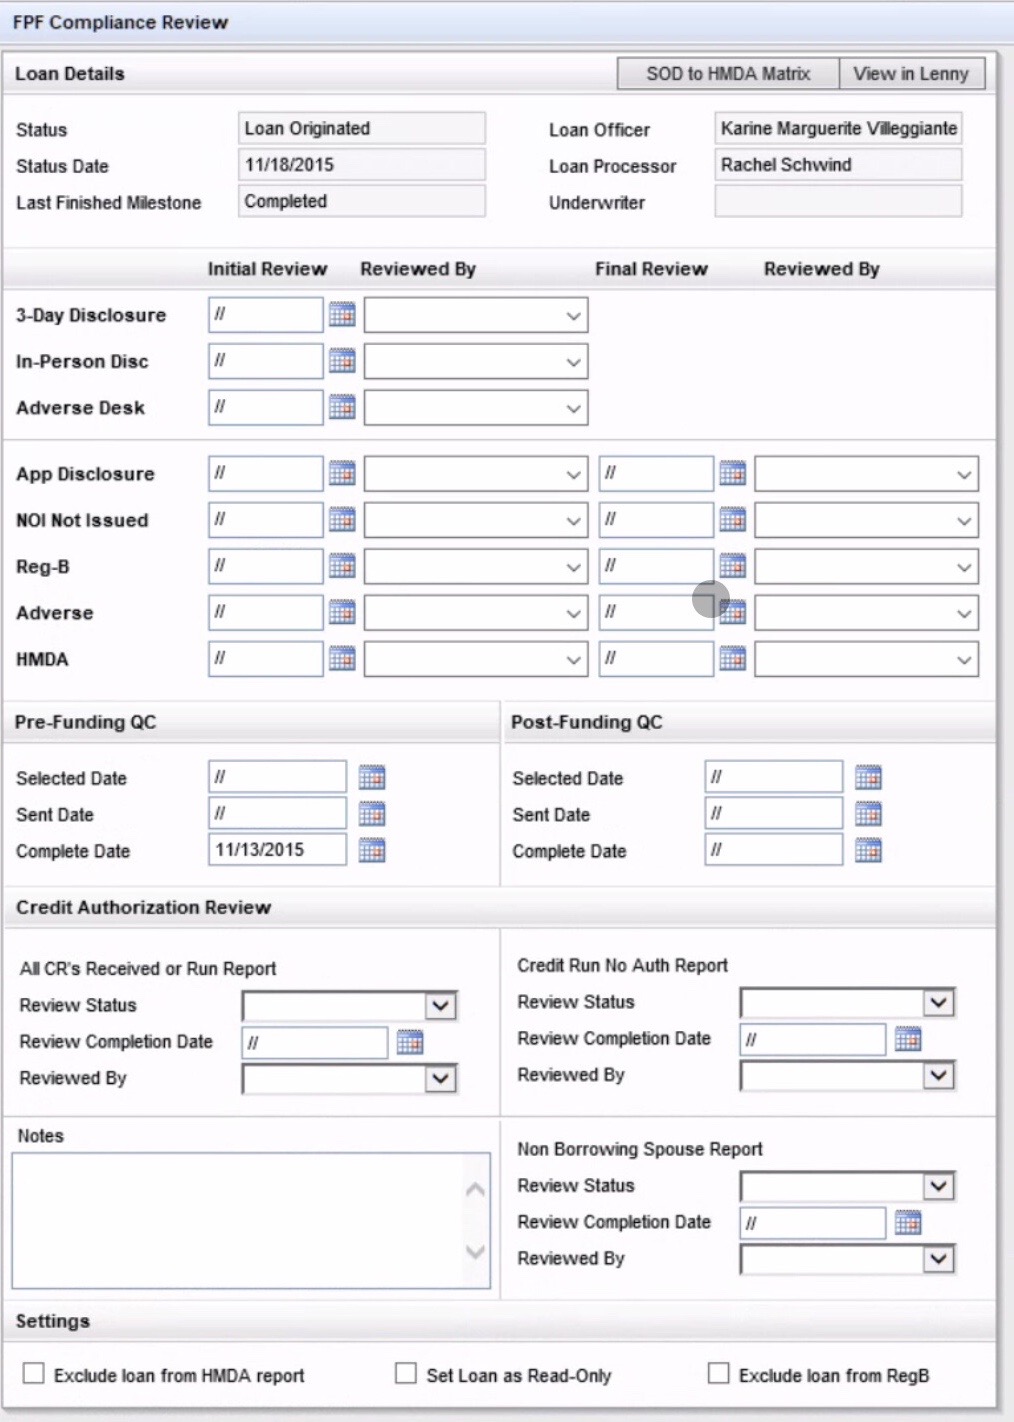 FPF Compliance Review
Loan Details SOD to HMDA Matrix View in Lenny
Status Loan Originated Loan Officer Karine Marguerite Villeggiante
Status Date 11/18/2015 Loan Processor Rachel Schwind
Last Finished Milestone Completed Underwriter
Initial Review Reviewed By Final Review Reviewed By
3-Day Disclosure //
In-Person Disc //
Adverse Desk //
App Disclosure // //
NOI Not Issued // //
Reg-B // //
Adverse // //
HMDA // //
Pre-Funding QC Post-Funding QC
Selected Date // Selected Date //
Sent Date // Sent Date //
Complete Date 11/13/2015 Complete Date //
Credit Authorization Review
All CR's Received or Run Report
Review Status
Review Completion Date //
Reviewed By
Credit Run No Auth Report
Review Status
Review Completion Date //
Reviewed By
Notes
Non Borrowing Spouse Report
Review Status
Review Completion Date //
Reviewed By
Settings
Exclude loan from HMDA report Set Loan as Read-Only Exclude loan from RegB